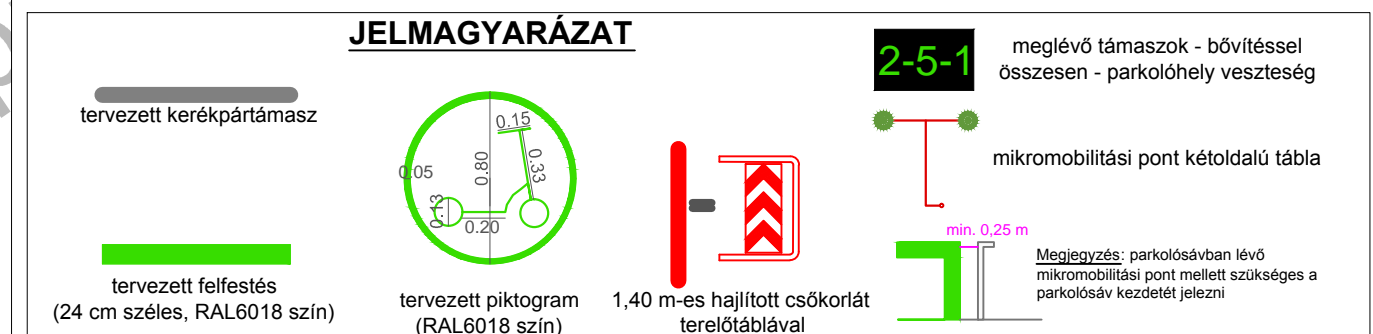 JELMAGYARÁZAT
tervezett kerékpártámasz
tervezett felfestés
(24 cm széles, RAL6018 szín)
0.15
0.33
0.80
0.05
0.13
0.20
tervezett piktogram
(RAL6018 szín)
1,40 m-es hajlított csőkorlát
terelőtáblával
2-5-1
meglévő támaszok - bővítéssel
összesen - parkolóhely veszteség
mikromobilitási pont kétoldalú tábla
min. 0,25 m
Megjegyzés: parkolósávban lévő
mikromobilitási pont mellett szükséges a
parkolósáv kezdetét jelezni